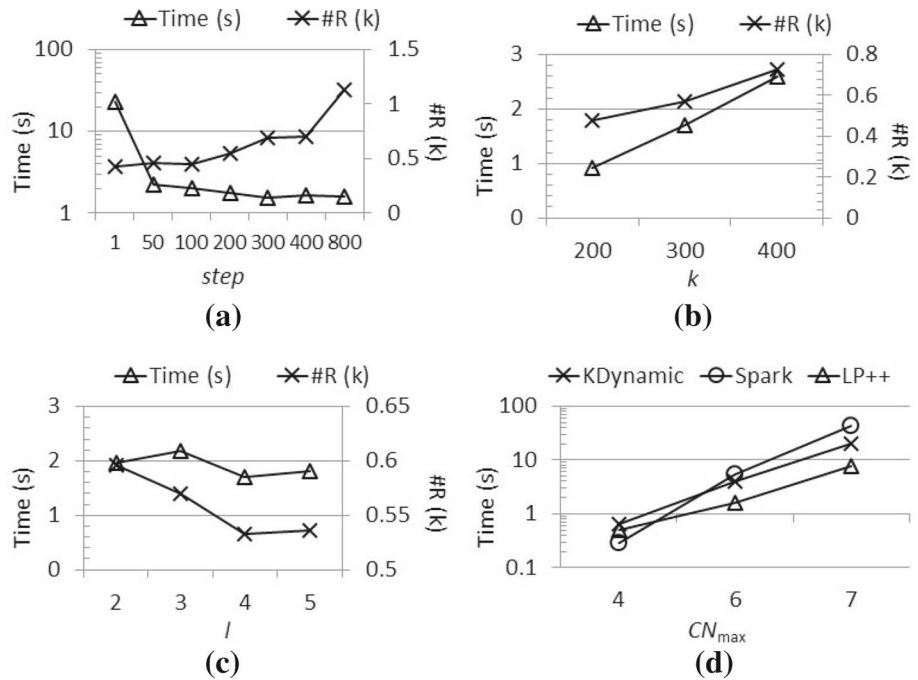 Time (s) #R (k)
100 1.5
10 1
0.5
1 0
Time (s)
#R (k)
1 50 100 200 300 400 800
step
(a)
Time (s) #R (k)
3 0.8
0.6
2
0.4
1
0.2
0 0
Time (s)
#R (k)
200 300 400
k
(b)
Time (s) #R (k)
3 0.65
2 0.6
1 0.55
0 0.5
Time (s)
#R (k)
2 3 4 5
l
(c)
KDynamic Spark LP++
100
10
1
0.1
Time (s)
4 6 7
CNmax
(d)